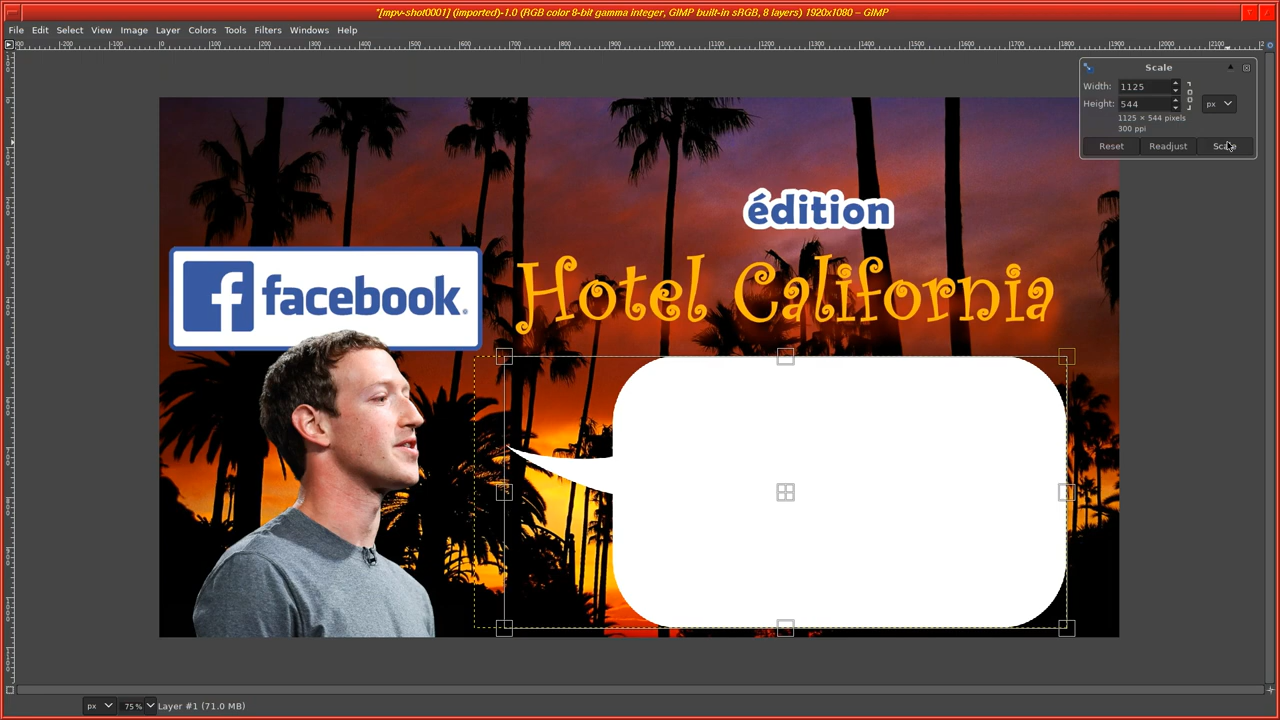 "[mpv-shot0001] (imported)-1.0 (RGB color 8-bit gamma integer, GIMP built-in sRGB, 8 layers) 1920x1080 – GIMP
File Edit Select View Image Layer Colors Tools Filters Windows Help
Scale
Width: 1125
Height: 544 px
1125 × 544 pixels
300 ppi
Reset Readjust Scale
édition
f facebook.
Hotel California
px 75 % Layer #1 (71.0 MB)